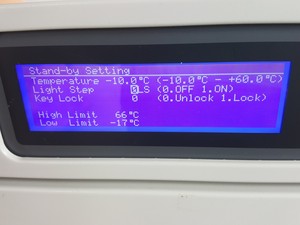 Stand-by Setting
Temperature -10.0°C (-10.0°C - +60.0°C)
Light Step 0LS (0.OFF 1.ON)
Key Lock 0 (0.Unlock 1.Lock)
High Limit 66°C
Low Limit -17°C